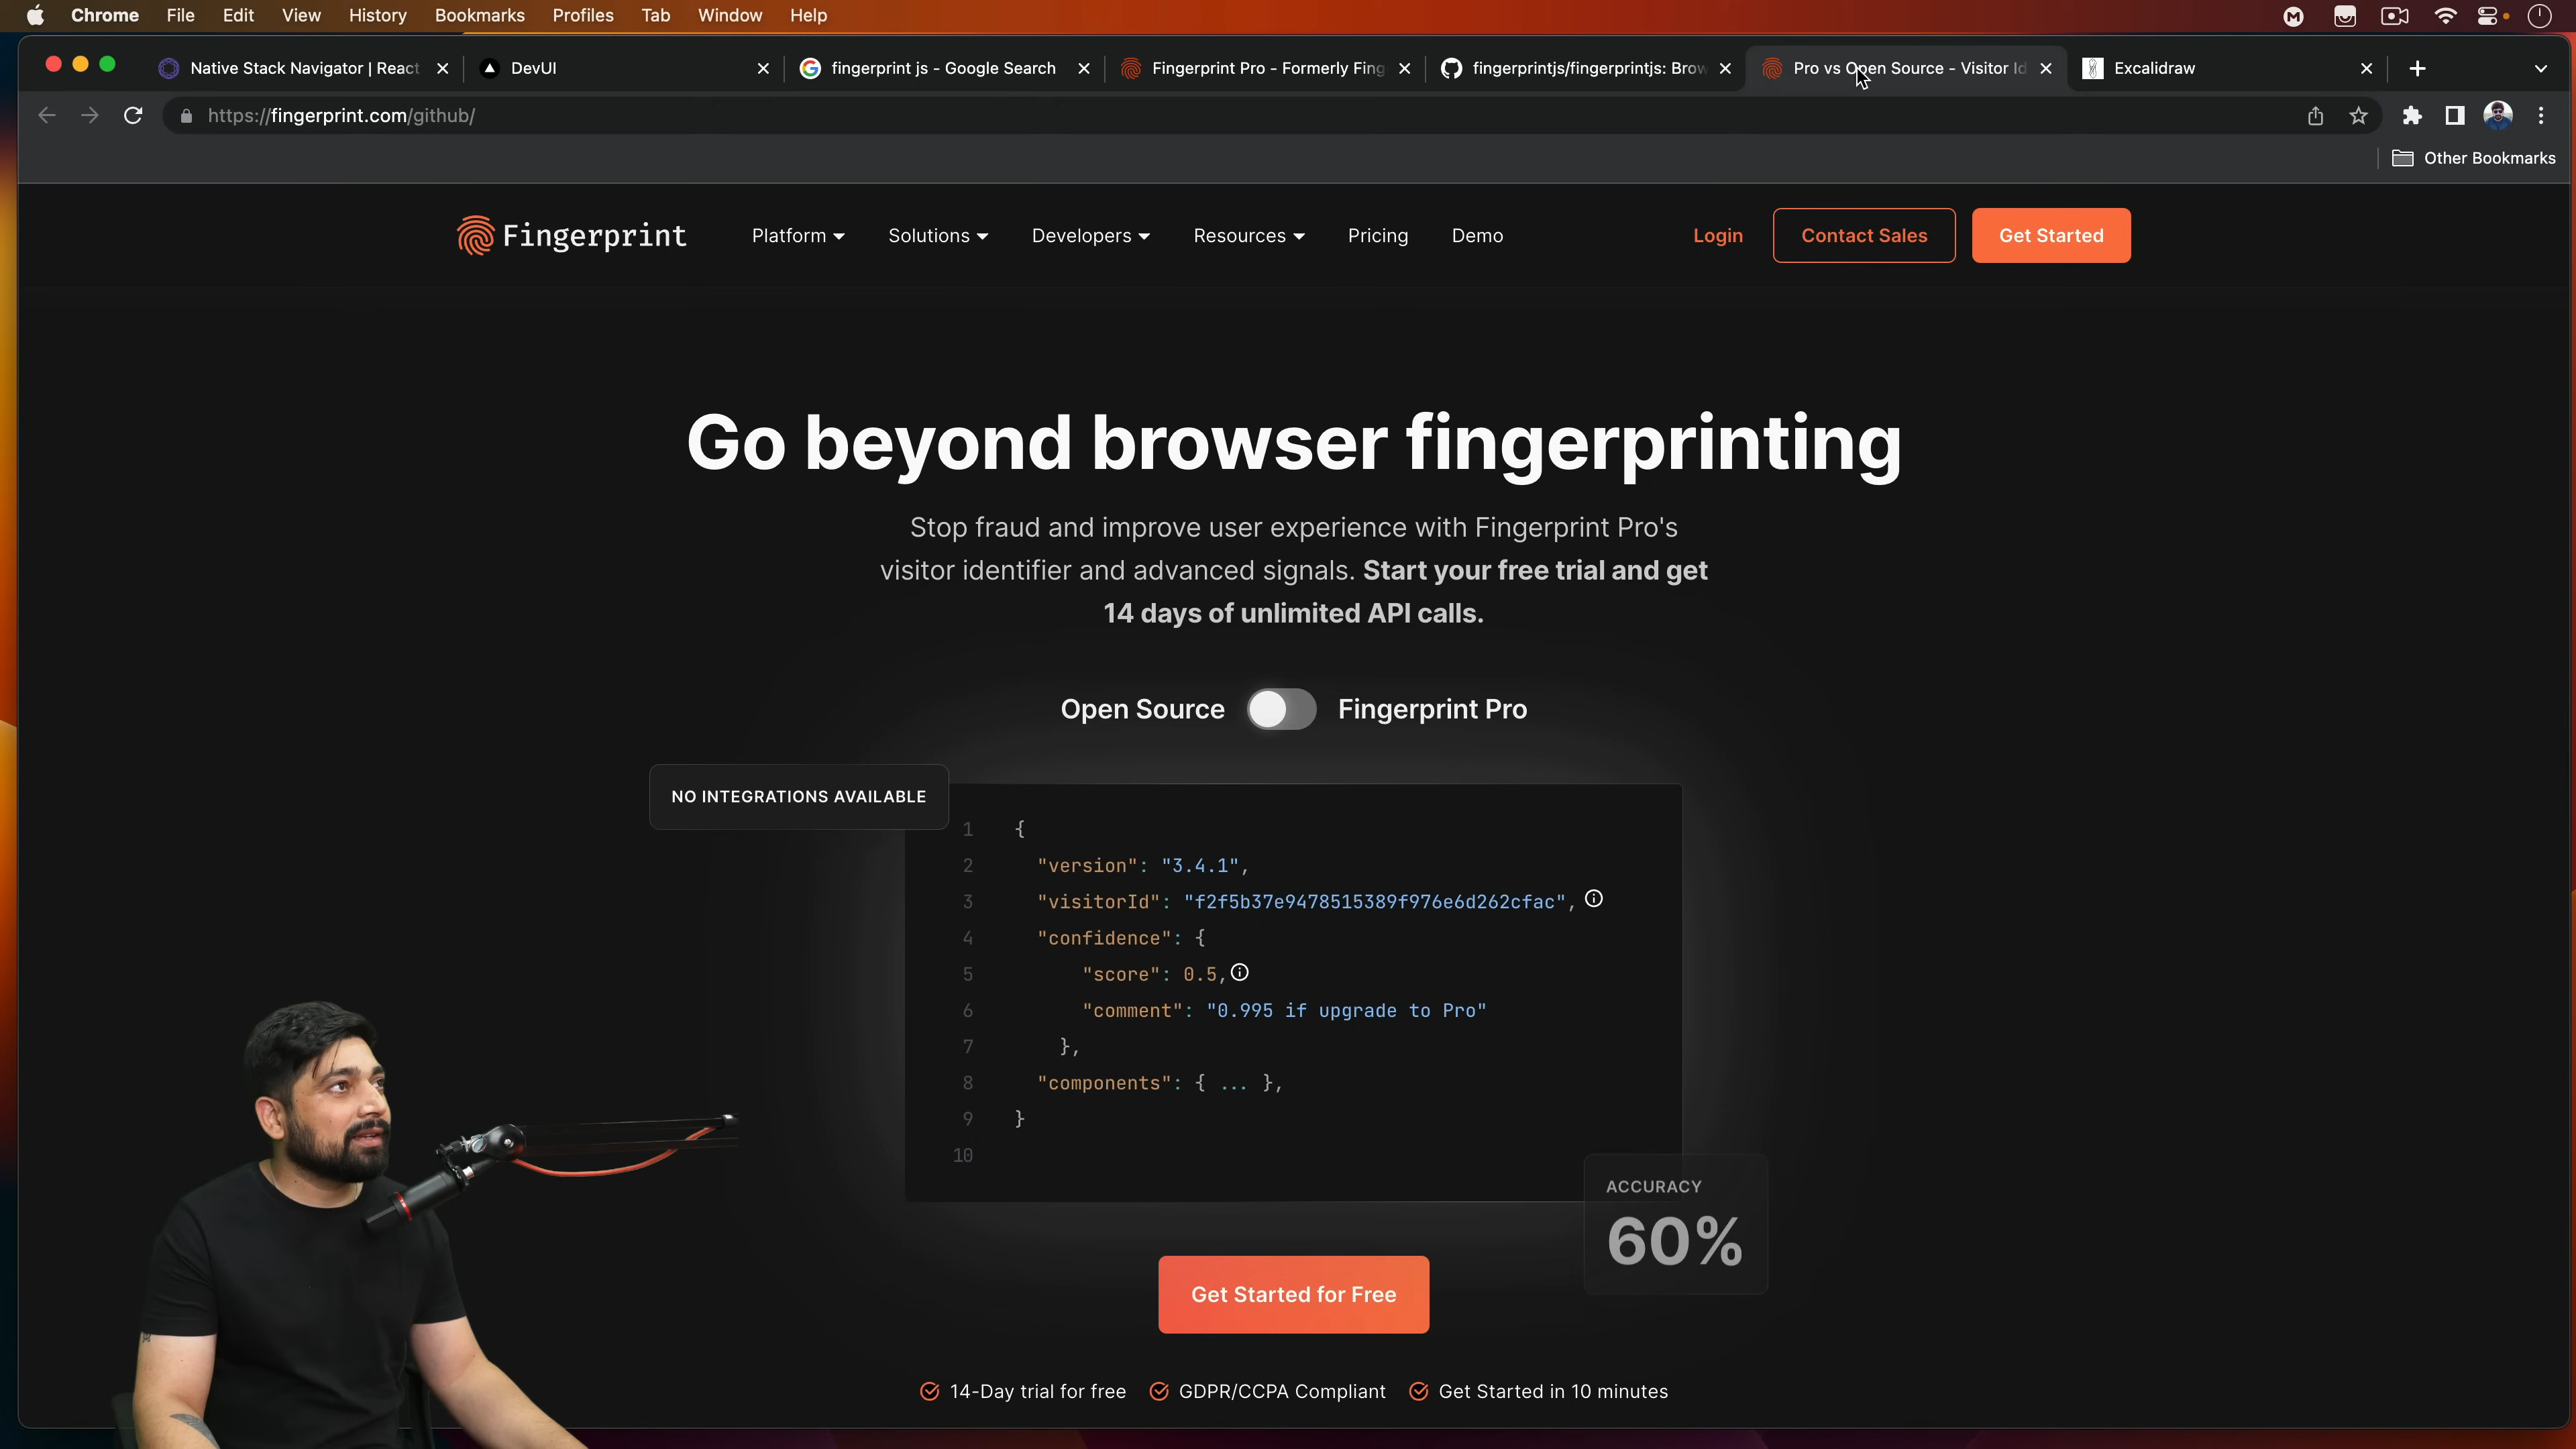 Chrome File Edit View History Bookmarks Profiles Tab Window Help
Native Stack Navigator | React
DevUI
fingerprint js - Google Search
Fingerprint Pro - Formerly Fing
fingerprintjs/fingerprintjs: Brow
Pro vs Open Source - Visitor Id
Excalidraw
https://fingerprint.com/github/
Other Bookmarks
Fingerprint
Platform Solutions Developers Resources Pricing Demo
Login Contact Sales Get Started
Go beyond browser fingerprinting
Stop fraud and improve user experience with Fingerprint Pro's
visitor identifier and advanced signals. Start your free trial and get
14 days of unlimited API calls.
Open Source Fingerprint Pro
NO INTEGRATIONS AVAILABLE
1 {
2 "version": "3.4.1",
3 "visitorId": "f2f5b37e9478515389f976e6d262cfac",
4 "confidence": {
5 "score": 0.5,
6 "comment": "0.995 if upgrade to Pro"
7 },
8 "components": { ... },
9 }
10
ACCURACY
60%
Get Started for Free
14-Day trial for free GDPR/CCPA Compliant Get Started in 10 minutes